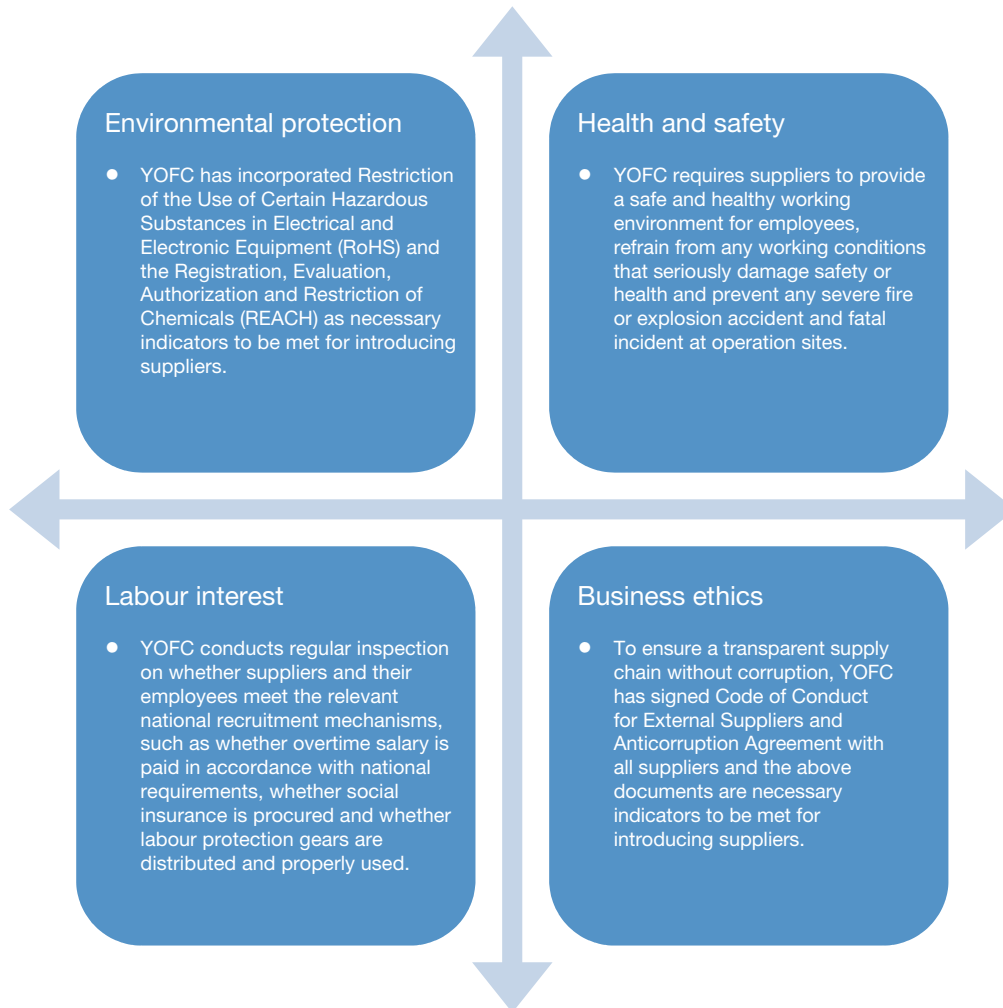 Environmental protection
● YOFC has incorporated Restriction
of the Use of Certain Hazardous
Substances in Electrical and
Electronic Equipment (RoHS) and
the Registration, Evaluation,
Authorization and Restriction of
Chemicals (REACH) as necessary
indicators to be met for introducing
suppliers.
Health and safety
● YOFC requires suppliers to provide
a safe and healthy working
environment for employees,
refrain from any working conditions
that seriously damage safety or
health and prevent any severe fire
or explosion accident and fatal
incident at operation sites.
Labour interest
● YOFC conducts regular inspection
on whether suppliers and their
employees meet the relevant
national recruitment mechanisms,
such as whether overtime salary is
paid in accordance with national
requirements, whether social
insurance is procured and whether
labour protection gears are
distributed and properly used.
Business ethics
● To ensure a transparent supply
chain without corruption, YOFC
has signed Code of Conduct
for External Suppliers and
Anticorruption Agreement with
all suppliers and the above
documents are necessary
indicators to be met for
introducing suppliers.